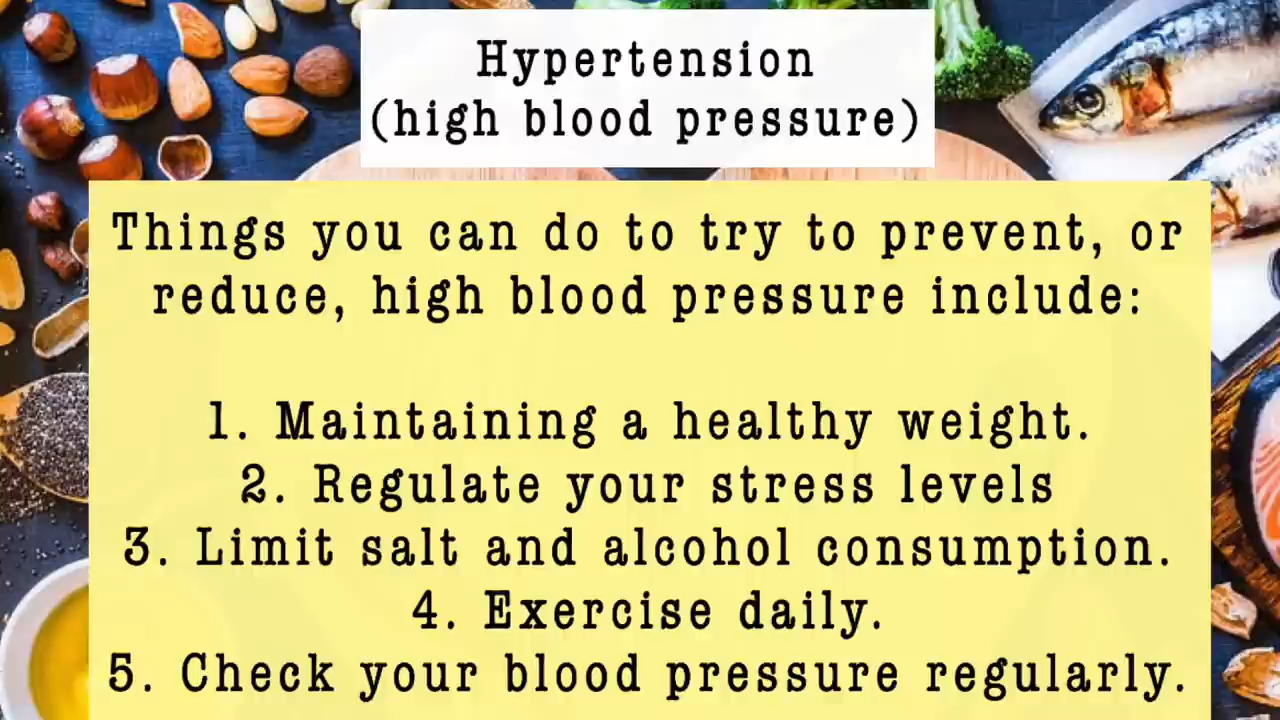 Hypertension
(high blood pressure)
Things you can do to try to prevent, or
reduce, high blood pressure include:
1. Maintaining a healthy weight.
2. Regulate your stress levels
3. Limit salt and alcohol consumption.
4. Exercise daily.
5. Check your blood pressure regularly.